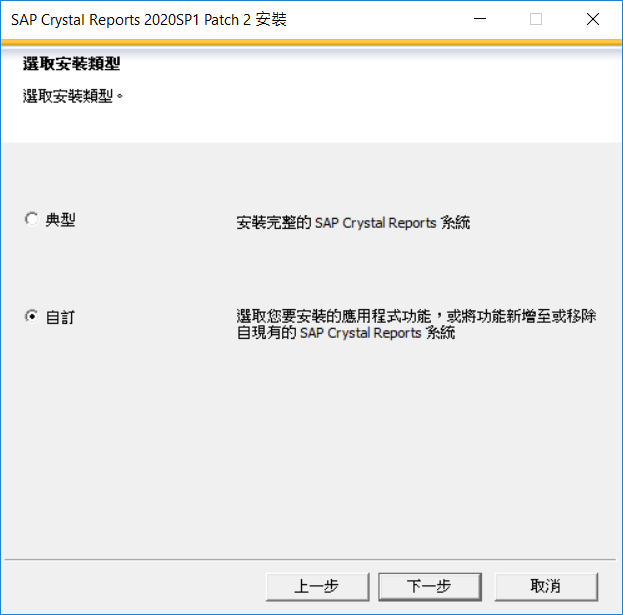 SAP Crystal Reports 2020SP1 Patch 2 安裝
選取安裝類型
選取安裝類型。
典型
安裝完整的 SAP Crystal Reports 系統
自訂
選取您要安裝的應用程式功能，或將功能新增至或移除
自現有的 SAP Crystal Reports 系統
上一步
下一步
取消